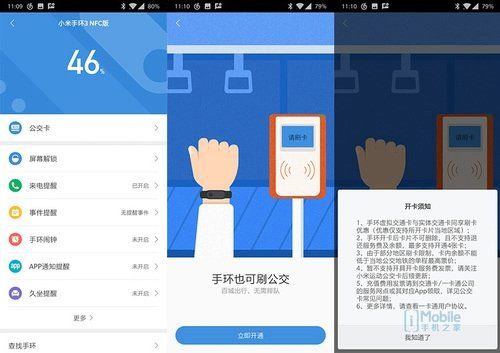 11:09
80%
小米手环3 NFC版
46%
公交卡
屏幕解锁
来电提醒
已开启
事件提醒
无提醒事件
手环闹钟
未开启
APP通知提醒
未开启
久坐提醒
未开启
更多
查找手环
11:10
79%
请刷卡
手环也可刷公交
百城出行，无需排队
立即开通
11:10
79%
开卡须知
1、手环虚拟交通卡与实体交通卡同享刷卡
优惠（优惠仅支持所开卡片当地区域）；
2、手环开卡后卡片不可删除，且不支持退
还服务费及余额，最多支持开通4张卡；
3、由于部分地区刷卡限制，卡内余额不能
低于当地公交地铁的单程最高票价；
4、暂不支持开具开卡服务费发票，请关注
小米运动公交卡后续更新；
5、充值费用发票请到交通卡/一卡通公司
的服务网点或其对应App领取，详见公交卡
常见问题；
6、更多详情，请查看一卡通用户协议。
我知道了
iMobile
手机之家